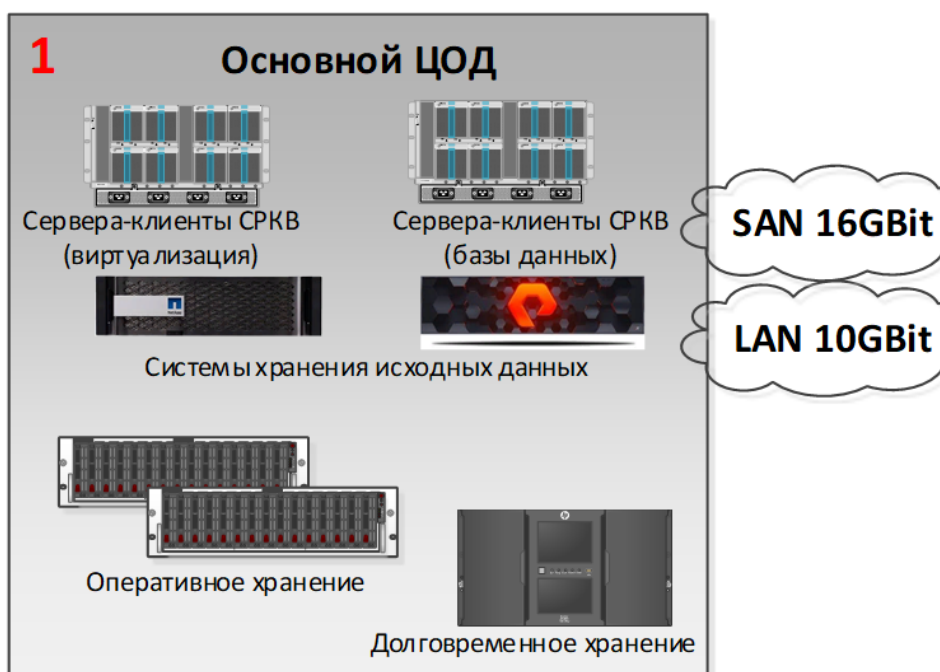 1
Основной ЦОД
Сервера-клиенты СРКВ
(виртуализация)
Сервера-клиенты СРКВ
(базы данных)
SAN 16GBit
LAN 10GBit
Системы хранения исходных данных
Оперативное хранение
Долговременное хранение